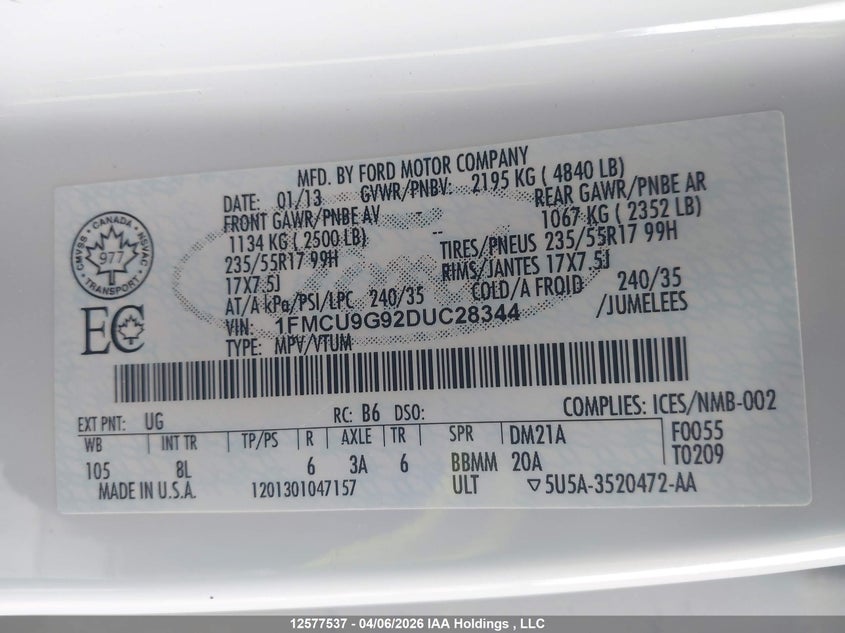 MFD. BY FORD MOTOR COMPANY
DATE: 01/13 GVWR/PNBV: 2195 KG ( 4840 LB)
FRONT GAWR/PNBE AV REAR GAWR/PNBE AR
1134 KG ( 2500 LB) 1067 KG ( 2352 LB)
235/55R17 99H TIRES/PNEUS 235/55R17 99H
17X7.5J RIMS/JANTES 17X7.5J
AT/A kPa/PSI/LPC 240/35 COLD/A FROID 240/35
VIN: 1FMCU9G92DUC28344 /JUMELEES
TYPE: MPV/VTUM
CANADA
CMVSS NSVAC
977
TRANSPORT
EC
EXT PNT: UG RC: B6 DSO: COMPLIES: ICES/NMB-002
WB INT TR TP/PS R AXLE TR SPR DM21A F0055
105 8L 6 3A 6 BBMM 20A T0209
MADE IN U.S.A. 1201301047157 ULT ▽5U5A-3520472-AA
12577537 - 04/06/2026 IAA Holdings , LLC